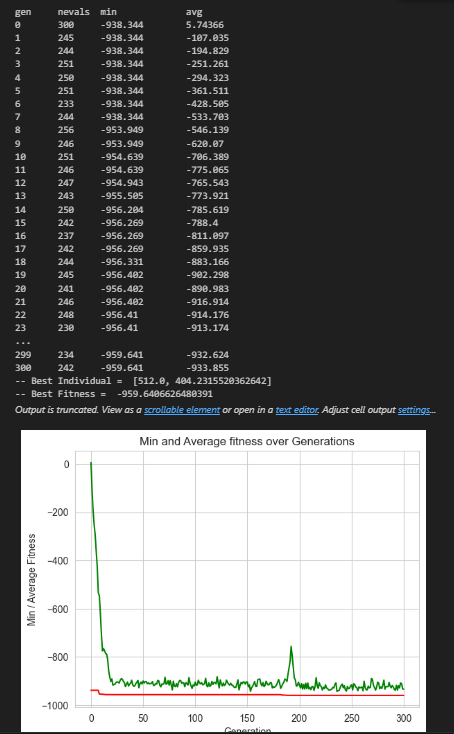 gen nevals min avg
0 300 -938.344 5.74366
1 245 -938.344 -107.035
2 244 -938.344 -194.829
3 251 -938.344 -251.261
4 250 -938.344 -294.323
5 251 -938.344 -361.511
6 233 -938.344 -428.505
7 244 -938.344 -533.703
8 256 -953.949 -546.139
9 246 -953.949 -620.07
10 251 -954.639 -706.389
11 246 -954.639 -775.065
12 247 -954.943 -765.543
13 243 -955.505 -773.921
14 250 -956.204 -785.619
15 242 -956.269 -788.4
16 237 -956.269 -811.097
17 242 -956.269 -859.935
18 244 -956.331 -883.166
19 245 -956.402 -902.298
20 241 -956.402 -890.983
21 246 -956.402 -916.914
22 248 -956.41 -914.176
23 230 -956.41 -913.174
...
299 234 -959.641 -932.624
300 242 -959.641 -933.855
-- Best Individual = [512.0, 404.2315520362642]
-- Best Fitness = -959.6406626480391
Output is truncated. View as a scrollable element or open in a text editor. Adjust cell output settings...
Min and Average fitness over Generations
Min / Average Fitness
0
-200
-400
-600
-800
-1000
0 50 100 150 200 250 300
Generation